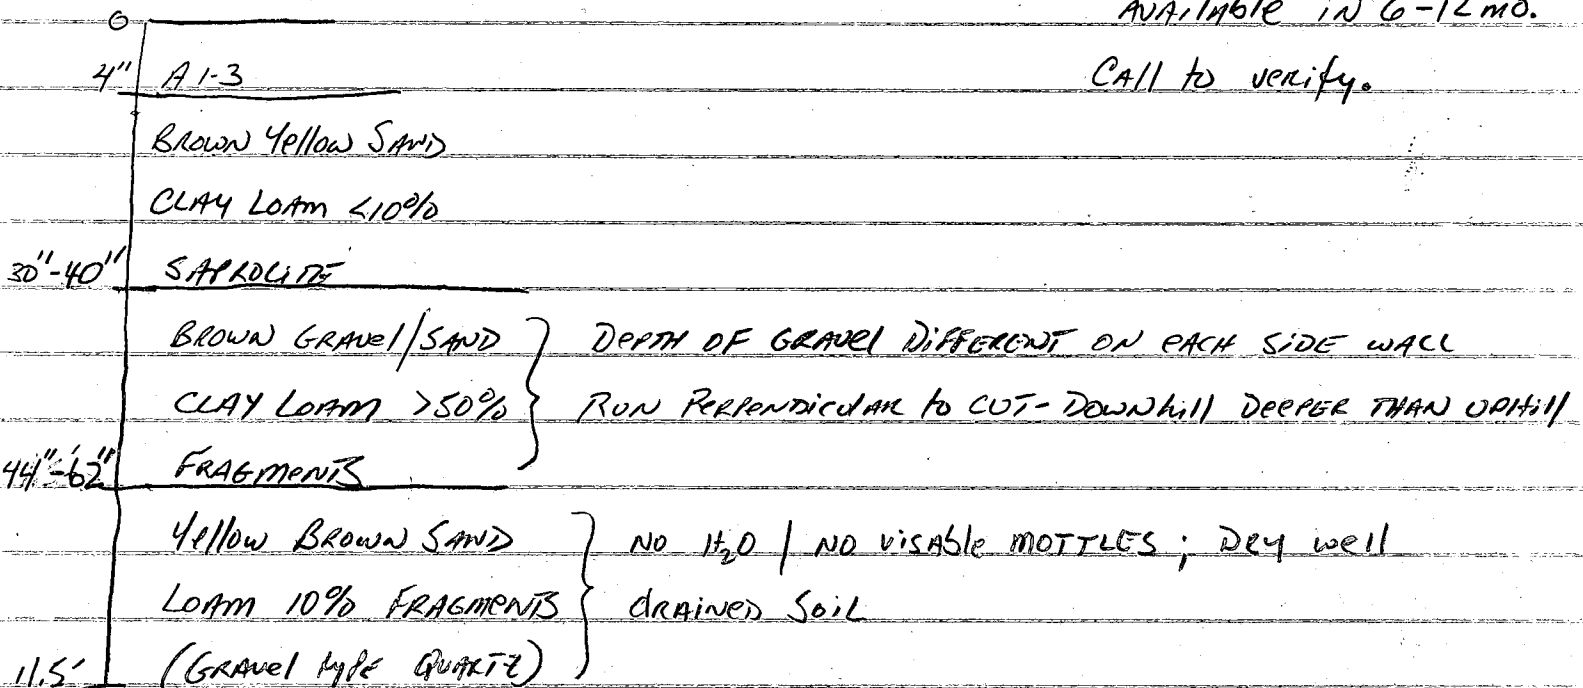 AVAilAble iN 6-12 mo.
0
4" A 1-3 CAll to verify.
BROWN Yellow SAND
CLAY LOAM <10%
30"-40" SAPROLITE
BROWN GRAVel/SAND DEPTH OF GRAVel DiFFERENT ON eACH SiDE WALL
CLAY LOAM >50% RUN PERPENDiCULAR to CUT-DOWNhill DeePER THAN UPHill
44"-62" FRAGMENTS
Yellow BROWN SAND NO H₂O / NO ViSAble MOTTLES ; DRY well
LOAM 10% FRAGMENTS dRAiNED SOiL
11.5' (GRAVel type QUARTZ)